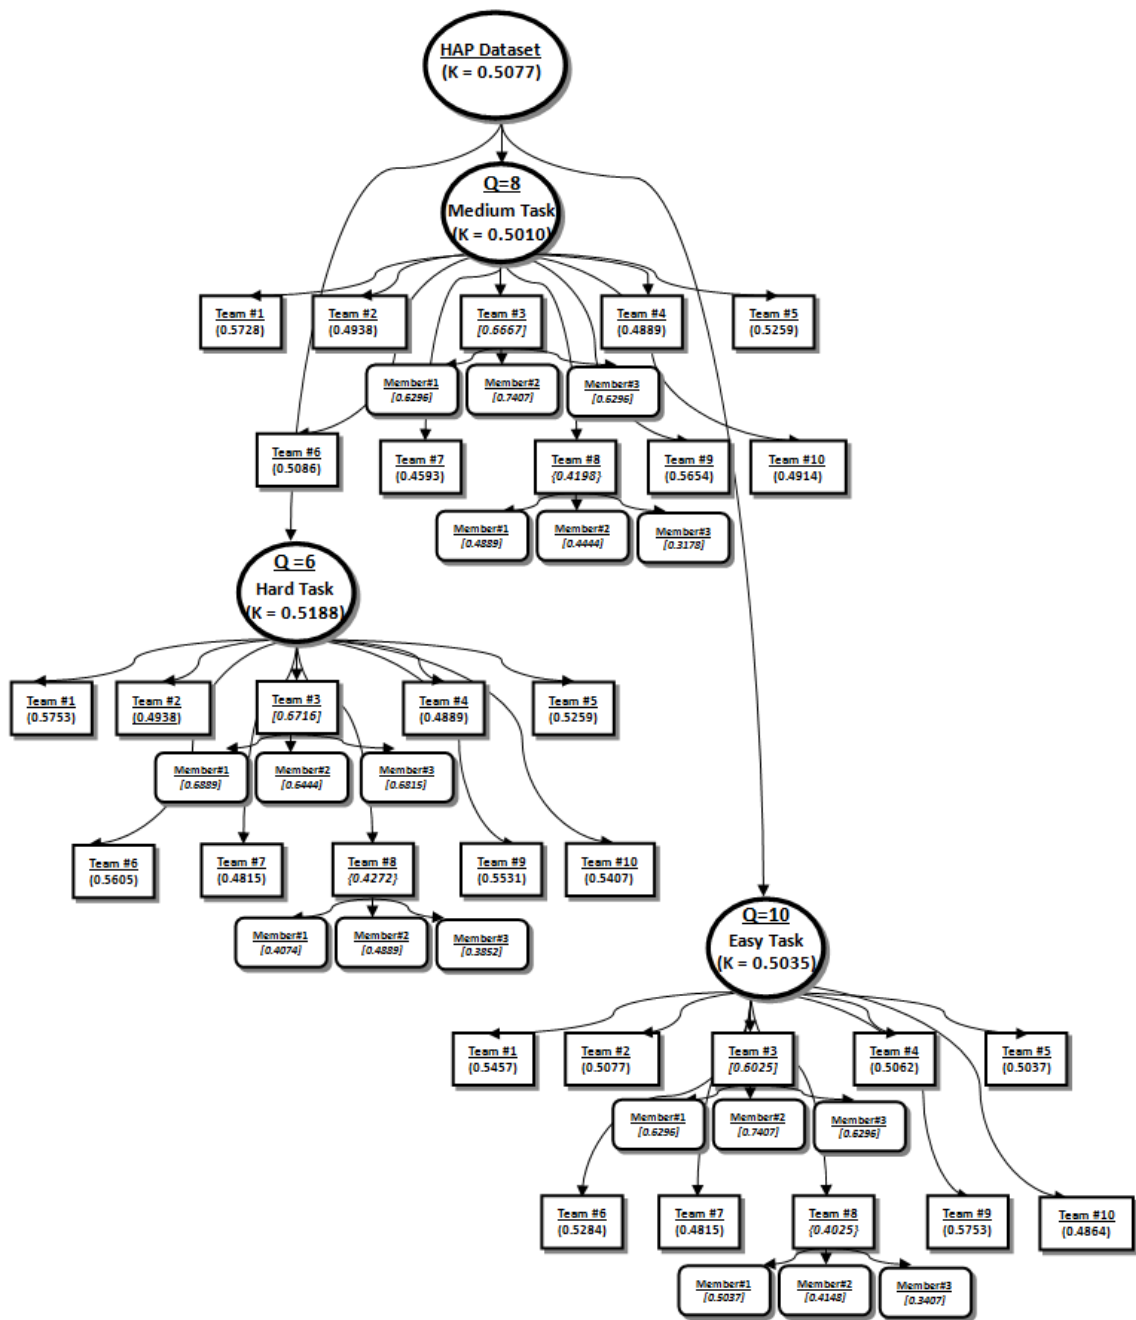 HAP Dataset
(K = 0.5077)
Q=8
Medium Task
(K = 0.5010)
Team #1
(0.5728)
Team #2
(0.4938)
Team #3
[0.6667]
Team #4
(0.4889)
Team #5
(0.5259)
Member#1
[0.6296]
Member#2
[0.7407]
Member#3
[0.6296]
Team #6
(0.5086)
Team #7
(0.4593)
Team #8
{0.4198}
Team #9
(0.5654)
Team #10
(0.4914)
Member#1
[0.4889]
Member#2
[0.4444]
Member#3
[0.3178]
Q =6
Hard Task
(K = 0.5188)
Team #1
(0.5753)
Team #2
(0.4938)
Team #3
[0.6716]
Team #4
(0.4889)
Team #5
(0.5259)
Member#1
[0.6889]
Member#2
[0.6444]
Member#3
[0.6815]
Team #6
(0.5605)
Team #7
(0.4815)
Team #8
{0.4272}
Team #9
(0.5531)
Team #10
(0.5407)
Member#1
[0.4074]
Member#2
[0.4889]
Member#3
[0.3852]
Q=10
Easy Task
(K = 0.5035)
Team #1
(0.5457)
Team #2
(0.5077)
Team #3
[0.6025]
Team #4
(0.5062)
Team #5
(0.5037)
Member#1
[0.6296]
Member#2
[0.7407]
Member#3
[0.6296]
Team #6
(0.5284)
Team #7
(0.4815)
Team #8
{0.4025}
Team #9
(0.5753)
Team #10
(0.4864)
Member#1
[0.5037]
Member#2
[0.4148]
Member#3
[0.3407]